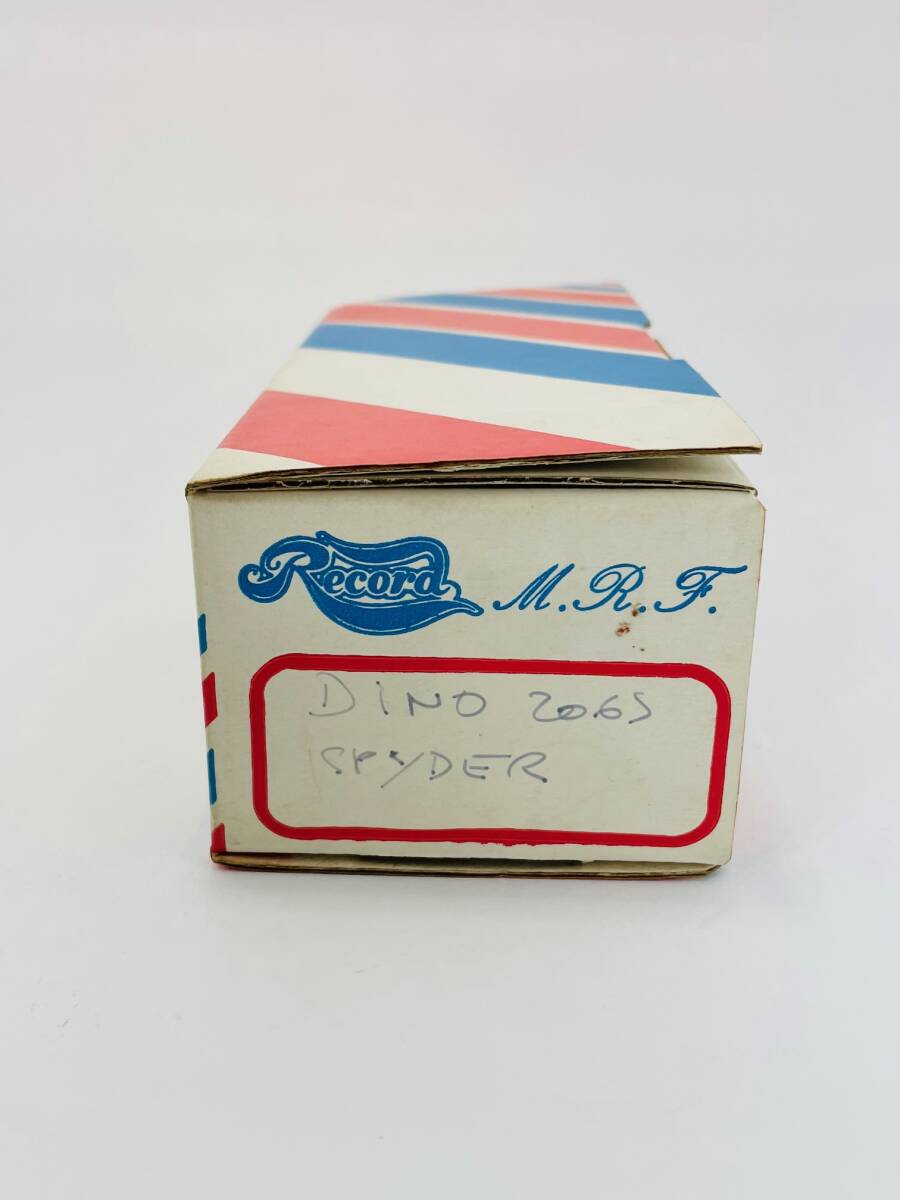 Record M.R.F.
DINO 206S
SPYDER